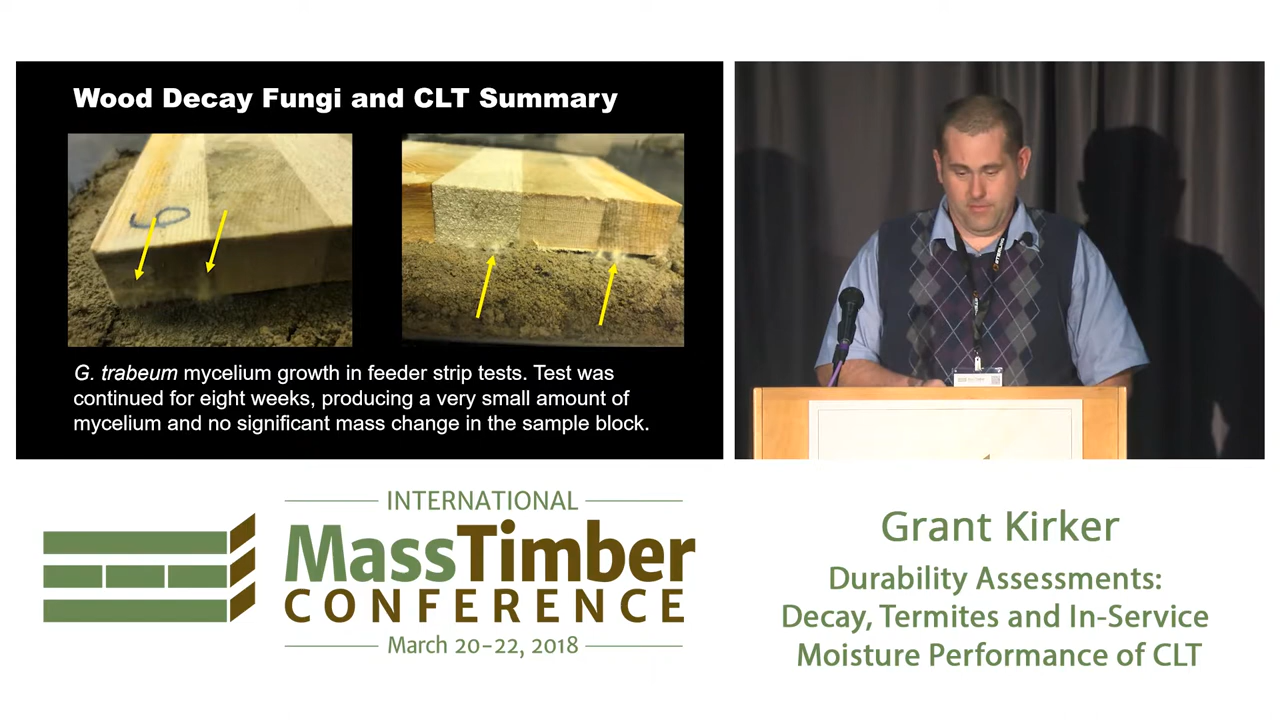 Wood Decay Fungi and CLT Summary
6
G. trabeum mycelium growth in feeder strip tests. Test was
continued for eight weeks, producing a very small amount of
mycelium and no significant mass change in the sample block.
INTERNATIONAL
MassTimber
CONFERENCE
March 20–22, 2018
Grant Kirker
Durability Assessments:
Decay, Termites and In-Service
Moisture Performance of CLT